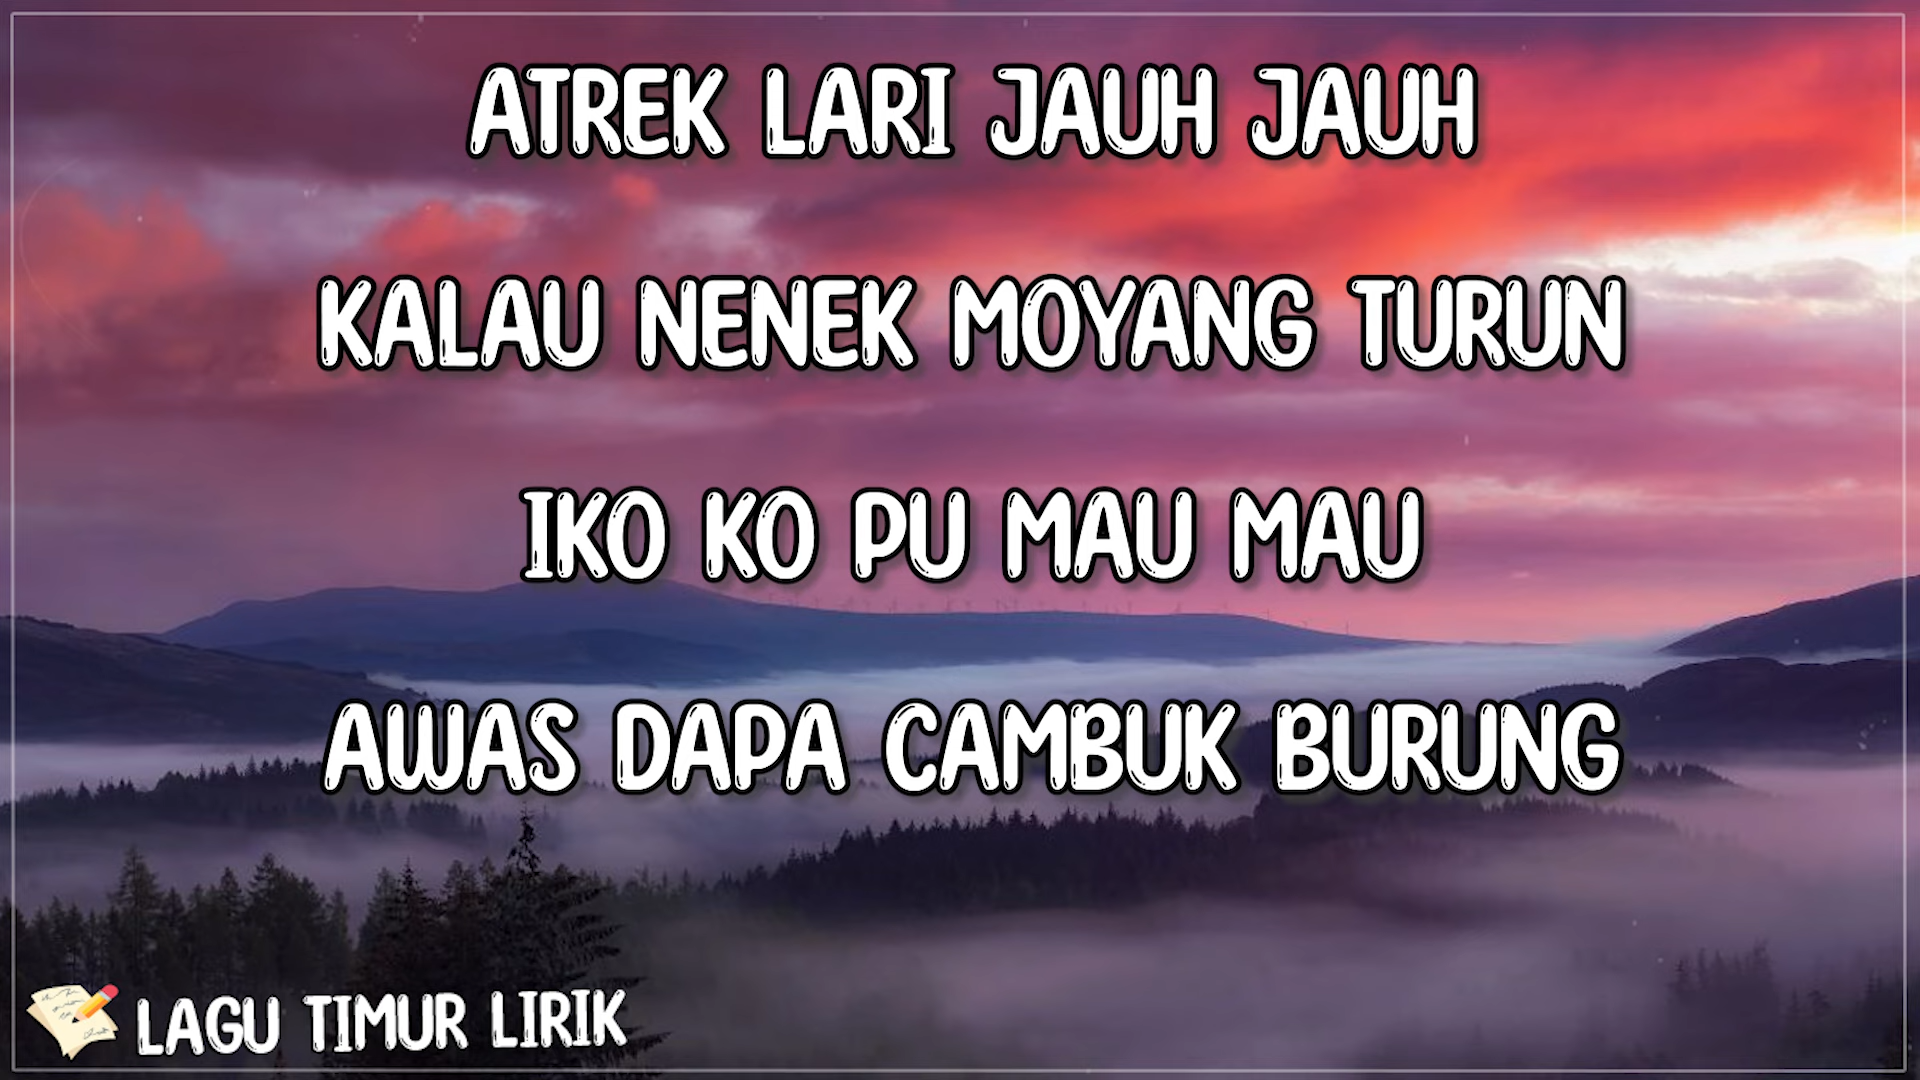 ATREK LARI JAUH JAUH
KALAU NENEK MOYANG TURUN
IKO KO PU MAU MAU
AWAS DAPA CAMBUK BURUNG
LAGU TIMUR LIRIK